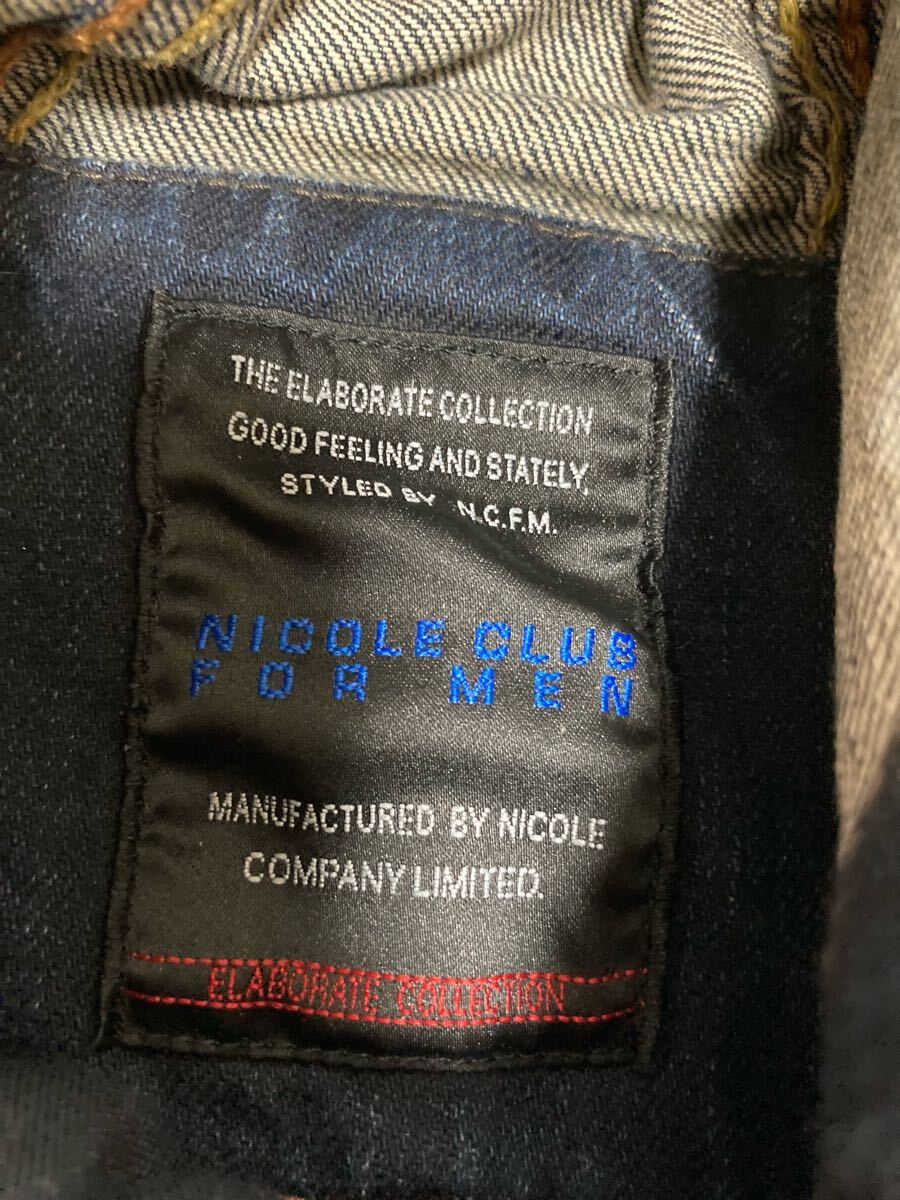 THE ELABORATE COLLECTION
GOOD FEELING AND STATELY,
STYLED BY N.C.F.M.
NICOLE CLUB
FOR MEN
MANUFACTURED BY NICOLE
COMPANY LIMITED.
ELABORATE COLLECTION